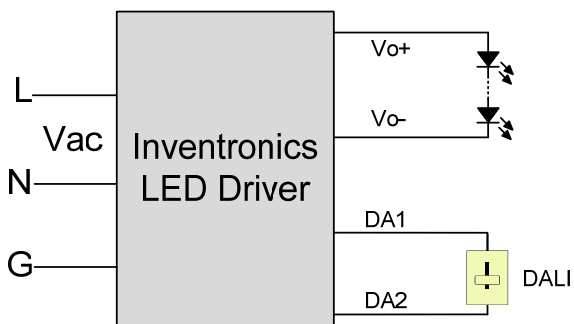 L
Vac
N
G
Inventronics
LED Driver
Vo+
Vo-
DA1
DA2
DALI